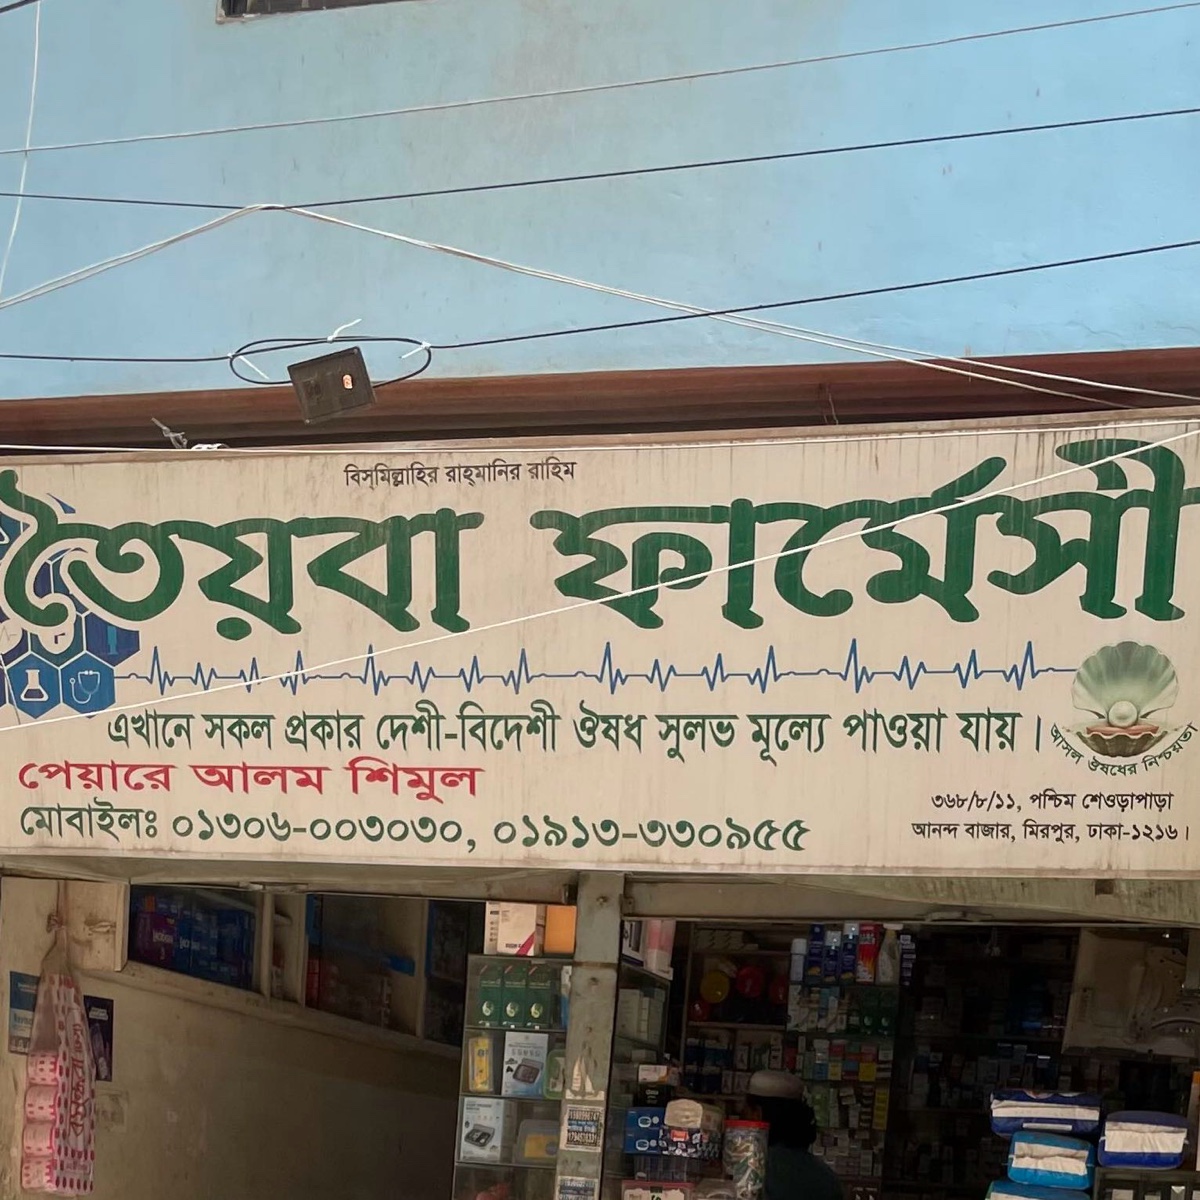 বিস্‌মিল্লাহির রাহ্‌মানির রাহিম
তৈয়বা ফার্মেসী
এখানে সকল প্রকার দেশী-বিদেশী ঔষধ সুলভ মূল্যে পাওয়া যায়।
আসল ঔষধের নিশ্চয়তা
পেয়ারে আলম শিমুল
মোবাইলঃ ০১৩০৬-০০৩০৩০, ০১৯১৩-৩৩০৯৫৫
৩৬৮/৮/১১, পশ্চিম শেওড়াপাড়া
আনন্দ বাজার, মিরপুর, ঢাকা-১২১৬।